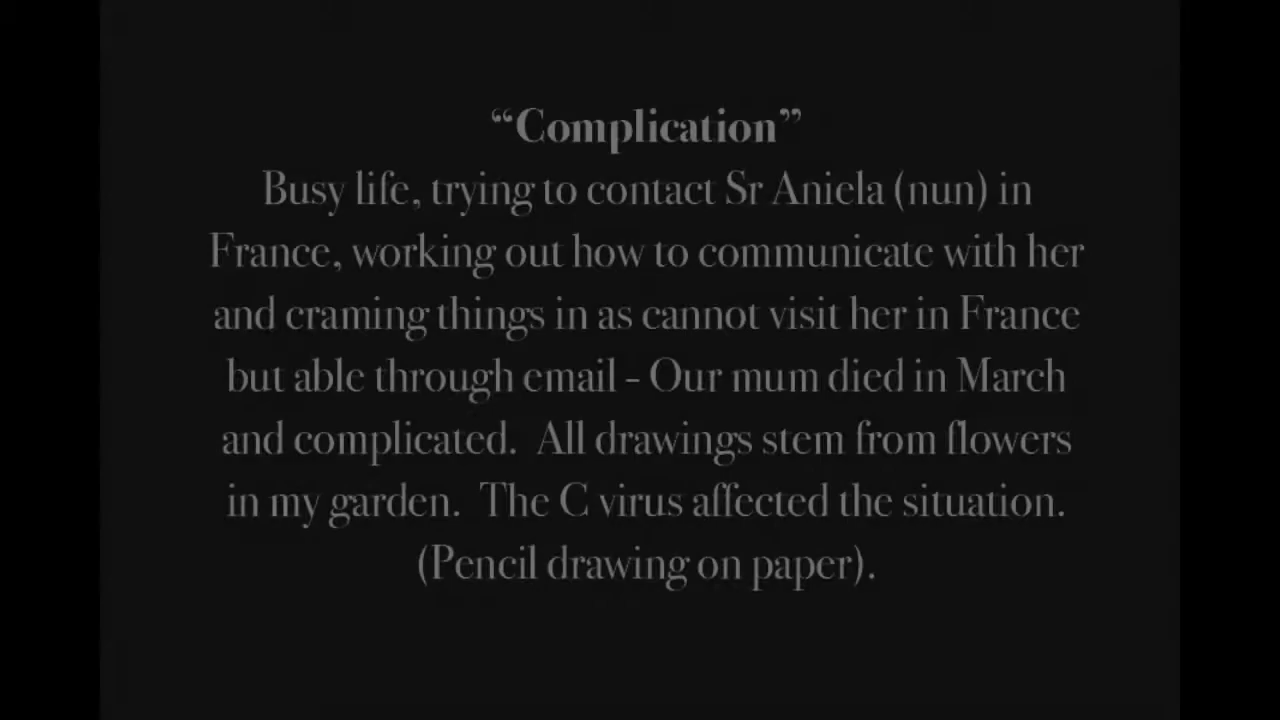 “Complication”
Busy life, trying to contact Sr Aniela (nun) in
France, working out how to communicate with her
and craming things in as cannot visit her in France
but able through email - Our mum died in March
and complicated.  All drawings stem from flowers
in my garden.  The C virus affected the situation.
(Pencil drawing on paper).